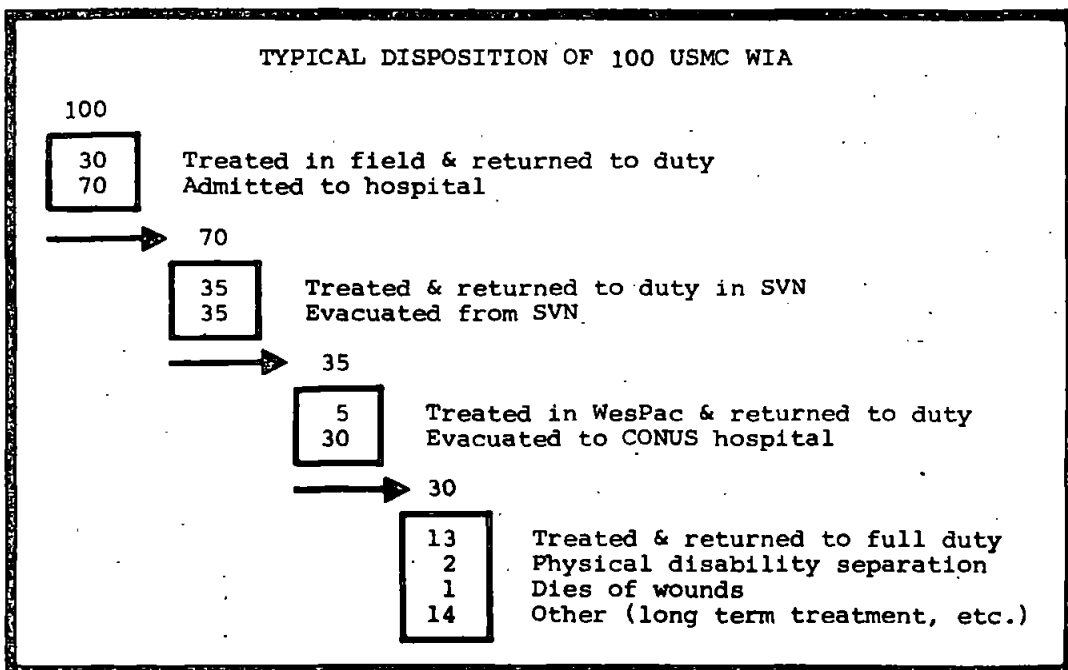 TYPICAL DISPOSITION OF 100 USMC WIA
100
30 Treated in field & returned to duty
70 Admitted to hospital
70
35 Treated & returned to duty in SVN
35 Evacuated from SVN
35
5 Treated in WesPac & returned to duty
30 Evacuated to CONUS hospital
30
13 Treated & returned to full duty
2 Physical disability separation
1 Dies of wounds
14 Other (long term treatment, etc.)